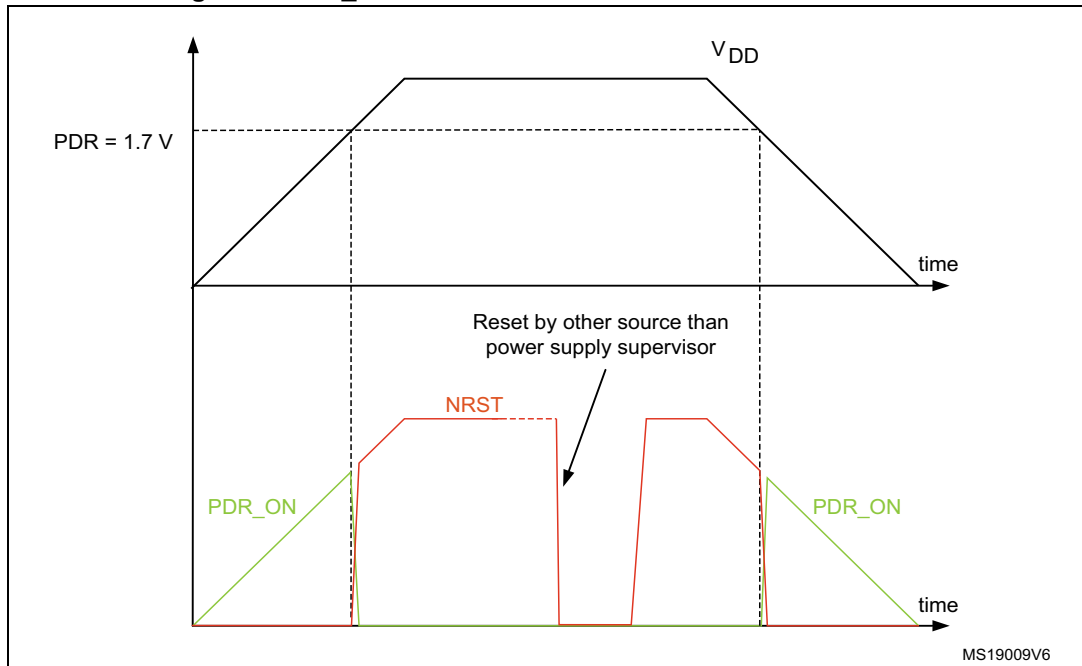 V DD
PDR = 1.7 V
time
Reset by other source than
power supply supervisor
NRST
PDR_ON
PDR_ON
time
MS19009V6